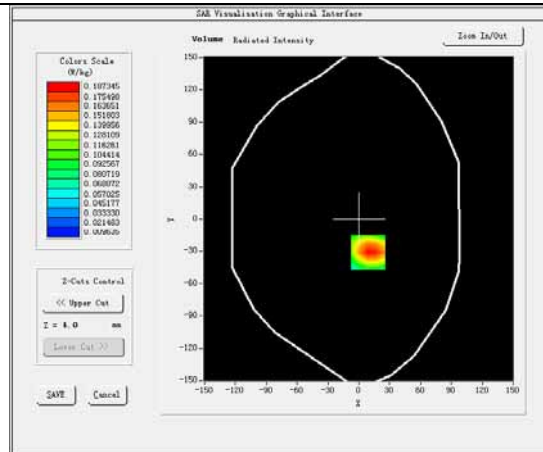 SAR Visualisation Graphical Interface
Volume Radiated Intensity
Zoom In/Out
Colors Scale
(W/kg)
0.187345
0.175498
0.163651
0.151803
0.139956
0.128109
0.116261
0.104414
0.092567
0.080719
0.068872
0.057025
0.045177
0.033330
0.021483
0.009635
Z-Cuts Control
<< Upper Cut
Z = 4.0 mm
Lower Cut >>
SAVE
Cancel
150
120
90
60
30
0
-30
-60
-90
-120
-150
Y
-150 -120 -90 -60 -30 0 30 60 90 120 150
X